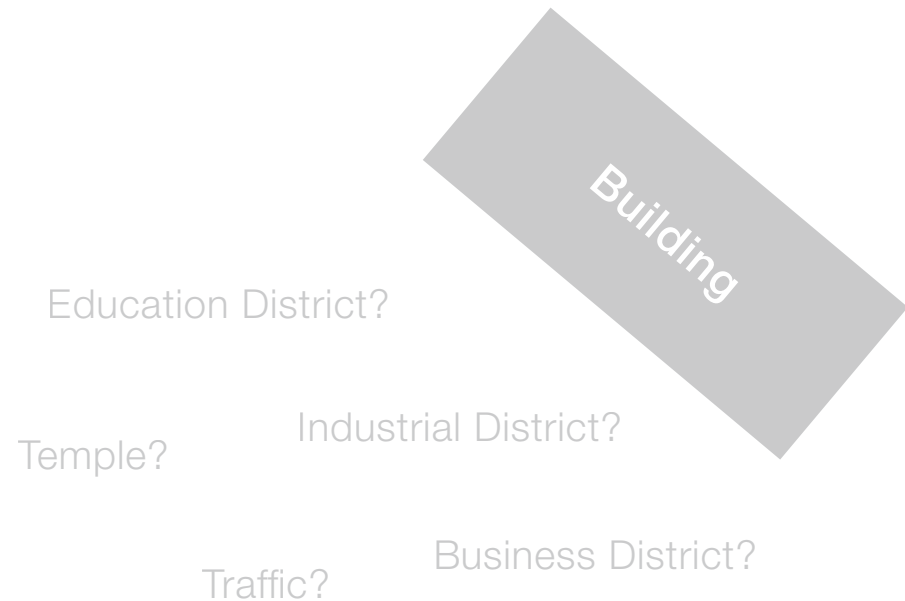 Building
Education District?
Industrial District?
Temple?
Business District?
Traffic?